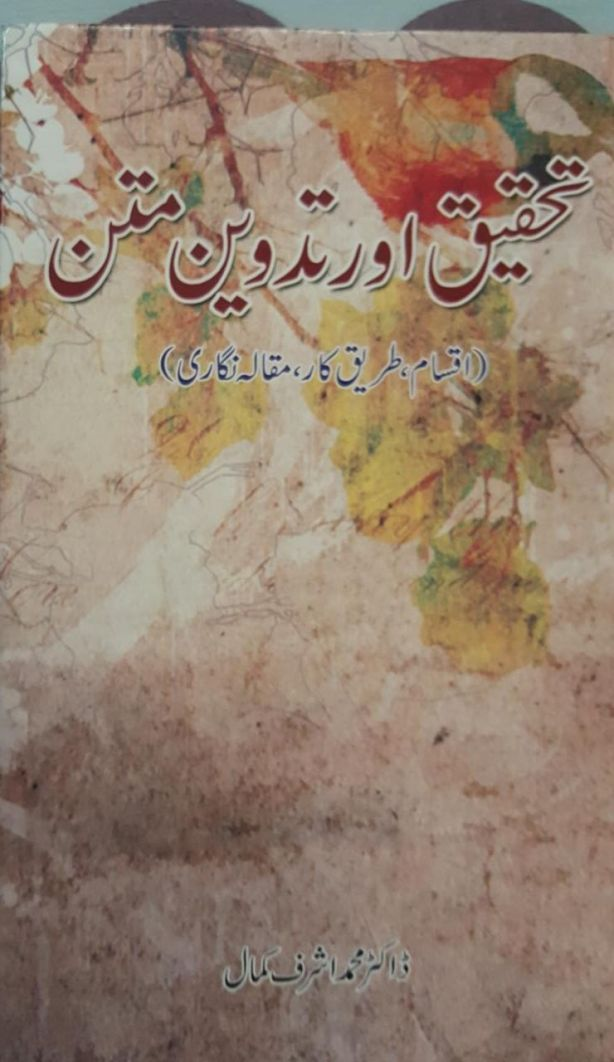 تحقیق اور تدوین متن
(اقسام، طریق کار، مقالہ نگاری)
ڈاکٹر محمد اشرف کمال